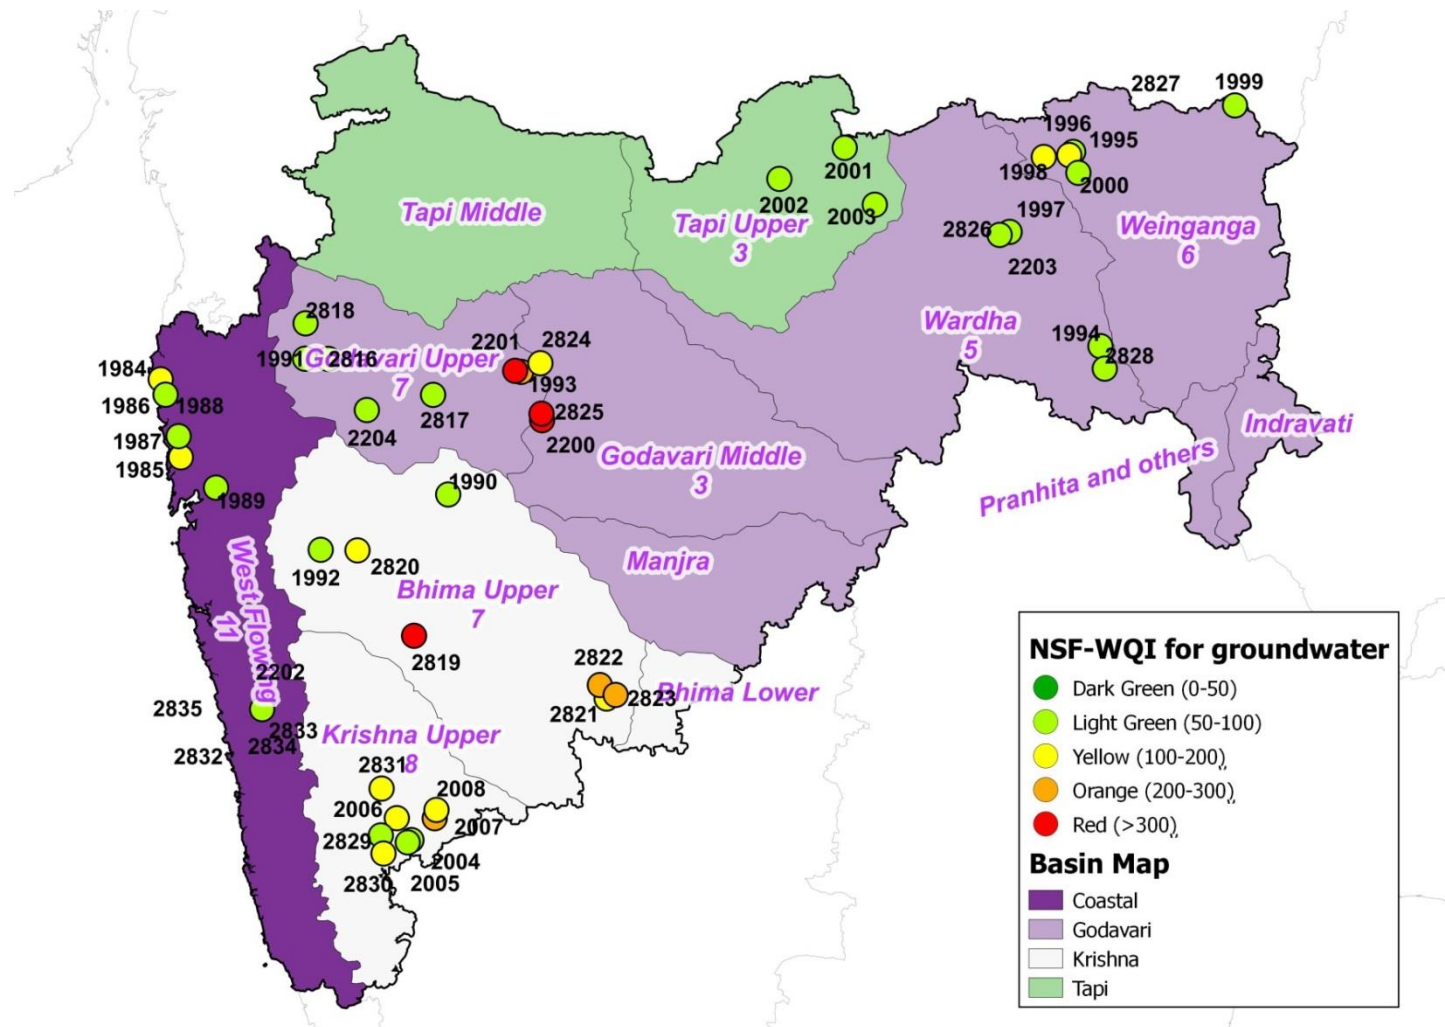 2827
1999
1996
1995
1998
2000
2001
2002
2003
1997
2826
2203
Tapi Middle
Tapi Upper
3
Weinganga
6
2818
1991
2816
Godavari Upper
7
2201
2824
1993
2825
2200
2817
2204
Wardha
5
1994
2828
1984
1986
1988
1987
1985
1989
Godavari Middle
3
Indravati
Pranhita and others
1990
1992
2820
Manjra
Bhima Upper
7
West Flowing
11
2819
2822
2821
2823
Bhima Lower
2202
2835
2833
2834
2832
Krishna Upper
8
2831
2008
2006
2007
2829
2004
2830
2005
NSF-WQI for groundwater
Dark Green (0-50)
Light Green (50-100)
Yellow (100-200)
Orange (200-300)
Red (>300)
Basin Map
Coastal
Godavari
Krishna
Tapi